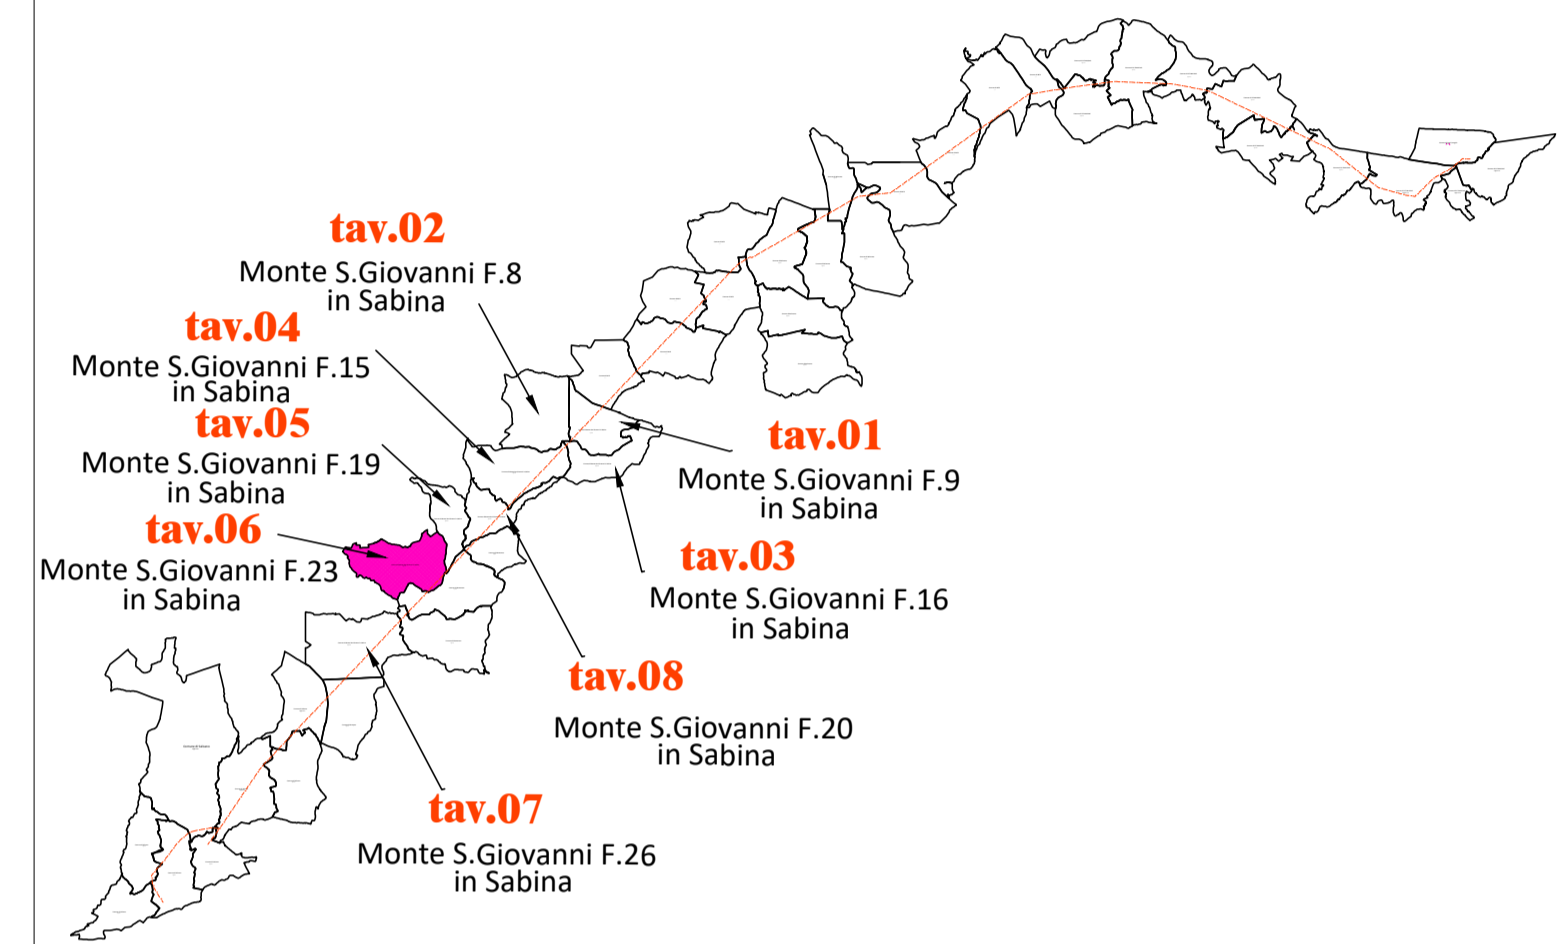 tav.02
Monte S.Giovanni F.8
in Sabina
tav.04
Monte S.Giovanni F.15
in Sabina
tav.05
Monte S.Giovanni F.19
in Sabina
tav.06
Monte S.Giovanni F.23
in Sabina
tav.01
Monte S.Giovanni F.9
in Sabina
tav.03
Monte S.Giovanni F.16
in Sabina
tav.08
Monte S.Giovanni F.20
in Sabina
tav.07
Monte S.Giovanni F.26
in Sabina